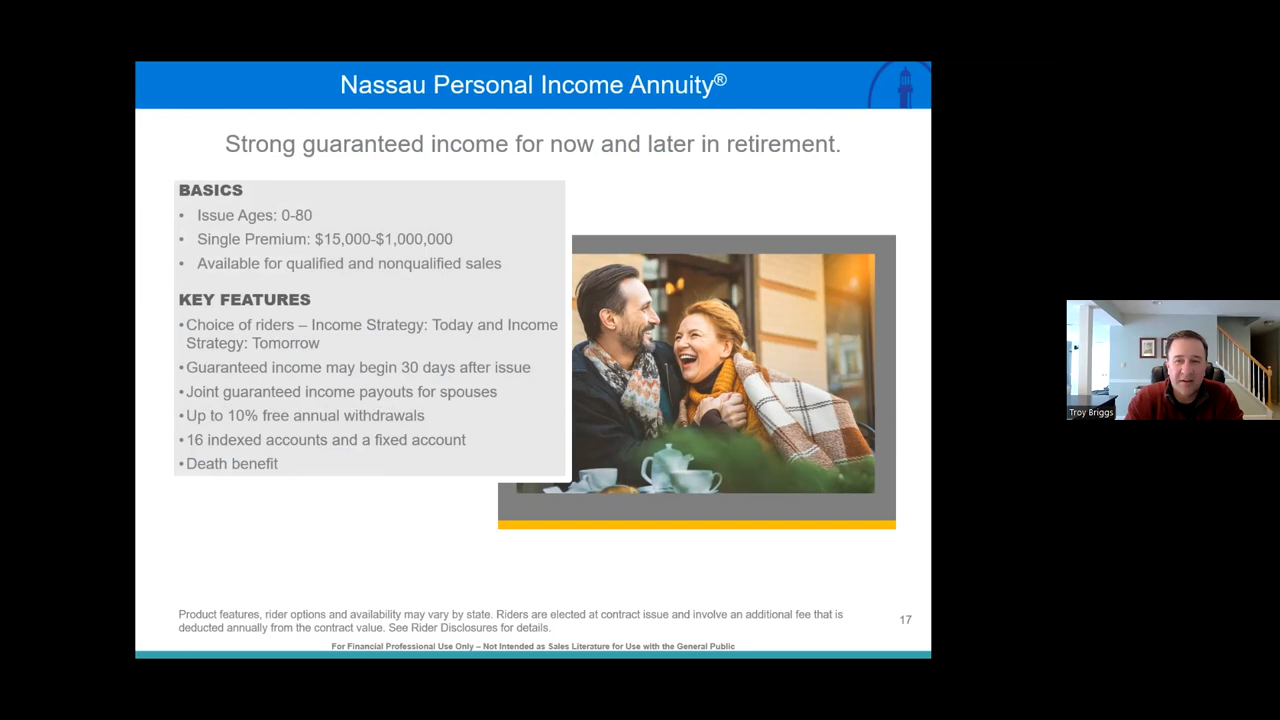 Nassau Personal Income Annuity®
Strong guaranteed income for now and later in retirement.
BASICS
• Issue Ages: 0-80
• Single Premium: $15,000-$1,000,000
• Available for qualified and nonqualified sales
KEY FEATURES
• Choice of riders – Income Strategy: Today and Income
Strategy: Tomorrow
• Guaranteed income may begin 30 days after issue
• Joint guaranteed income payouts for spouses
• Up to 10% free annual withdrawals
• 16 indexed accounts and a fixed account
• Death benefit
Troy Briggs
Product features, rider options and availability may vary by state. Riders are elected at contract issue and involve an additional fee that is
deducted annually from the contract value. See Rider Disclosures for details.
17
For Financial Professional Use Only – Not Intended as Sales Literature for Use with the General Public